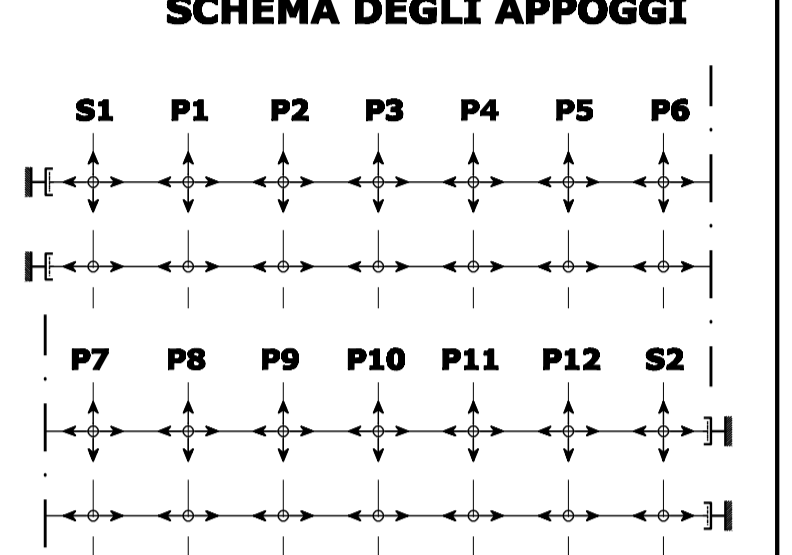 SCHEMA DEGLI APPOGGI
S1 P1 P2 P3 P4 P5 P6
P7 P8 P9 P10 P11 P12 S2